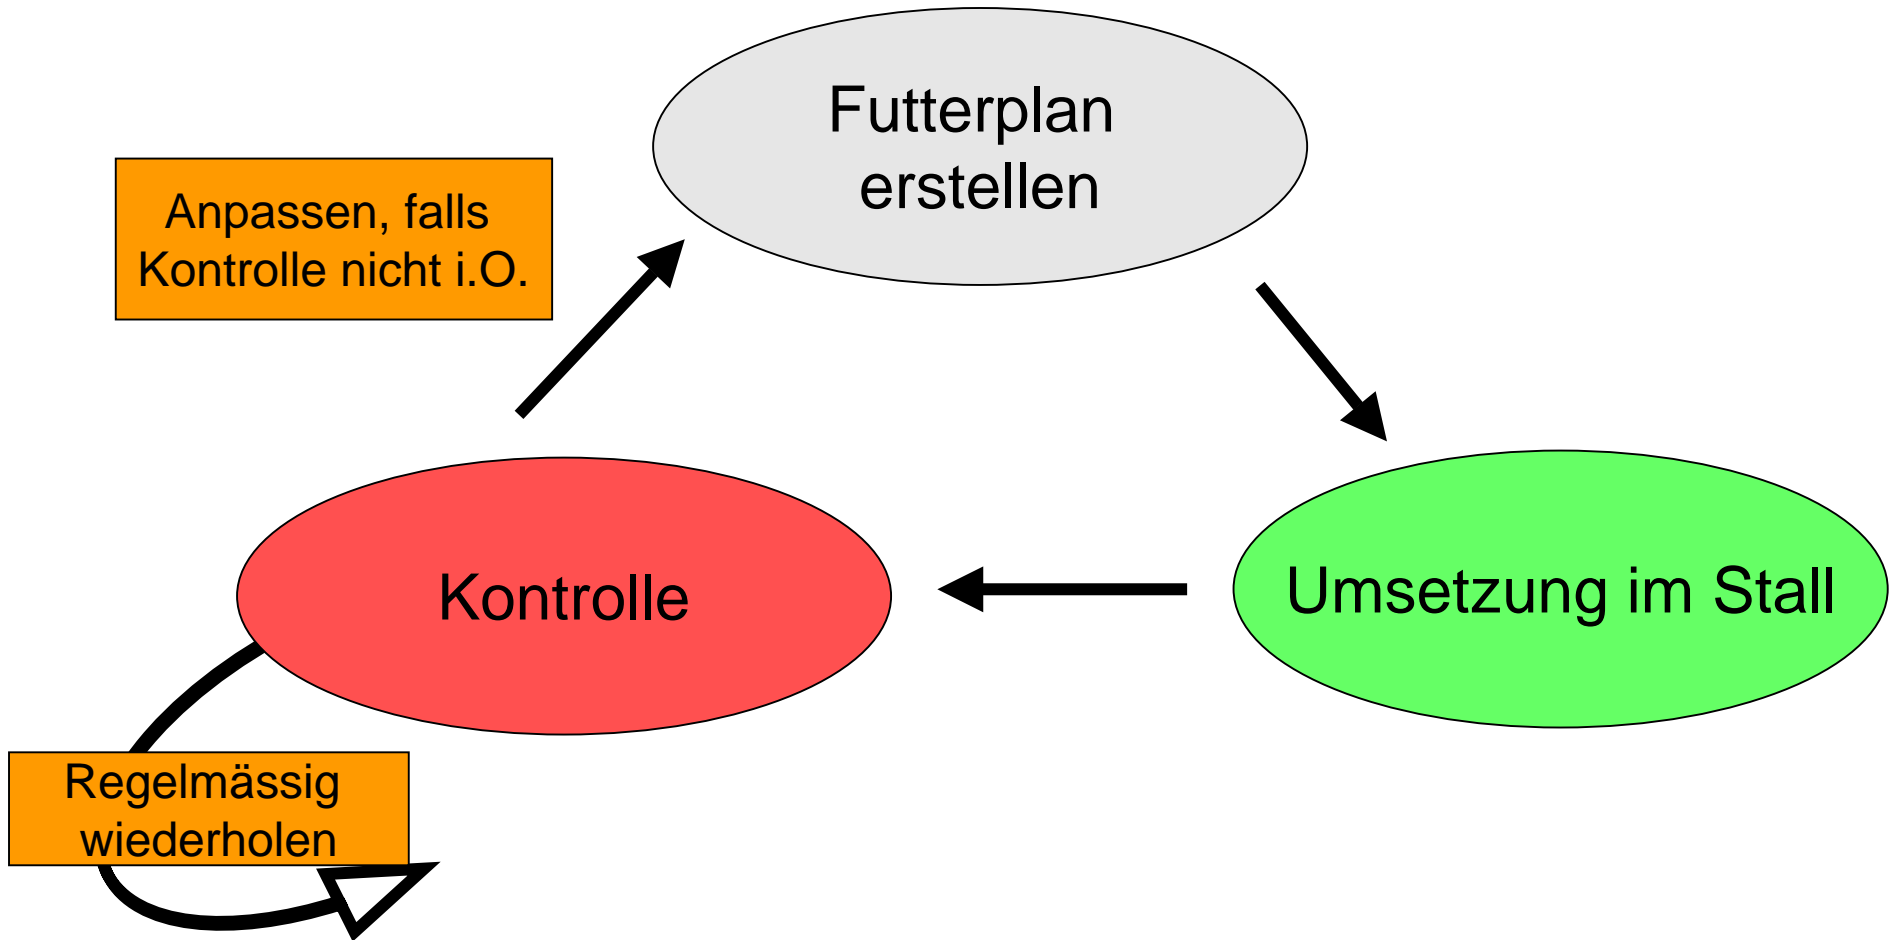 Futterplan
erstellen
Anpassen, falls
Kontrolle nicht i.O.
Kontrolle
Umsetzung im Stall
Regelmässig
wiederholen